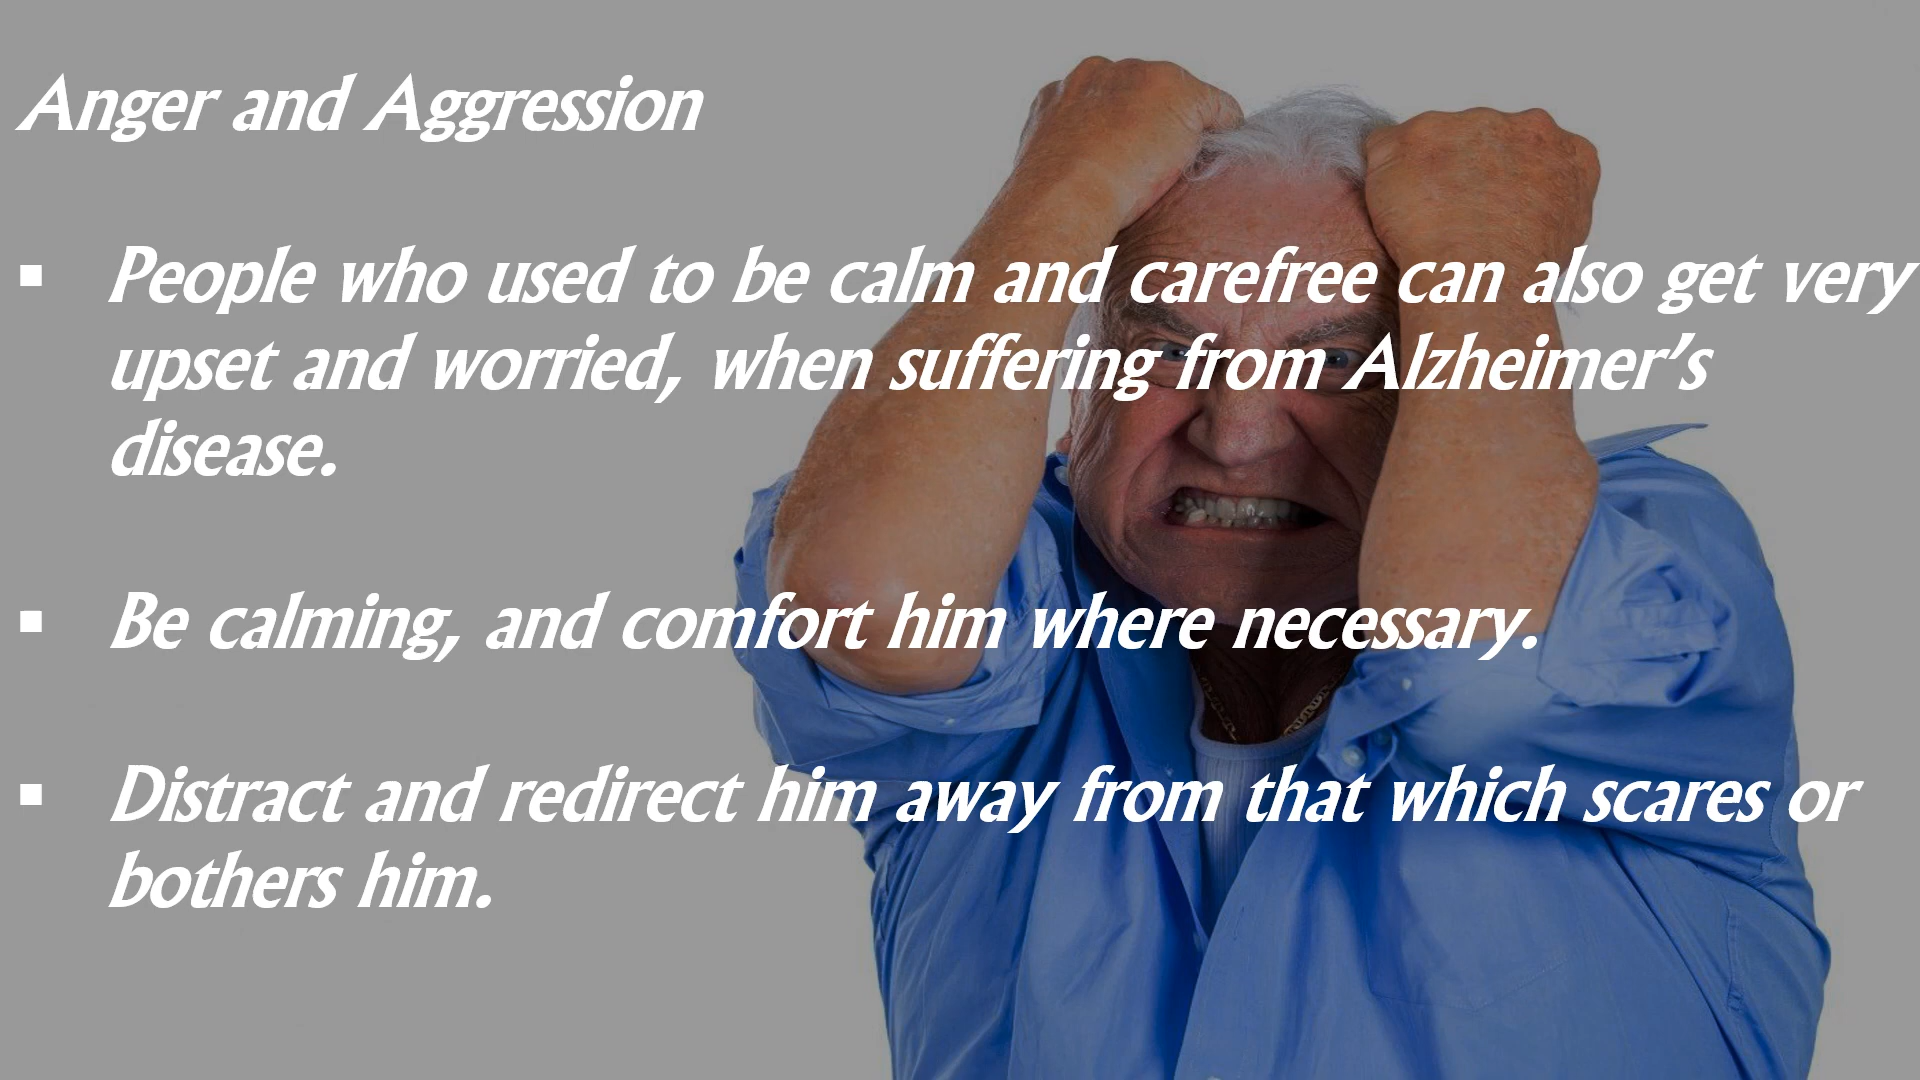 Anger and Aggression
▪ People who used to be calm and carefree can also get very
upset and worried, when suffering from Alzheimer’s
disease.
▪ Be calming, and comfort him where necessary.
▪ Distract and redirect him away from that which scares or
bothers him.